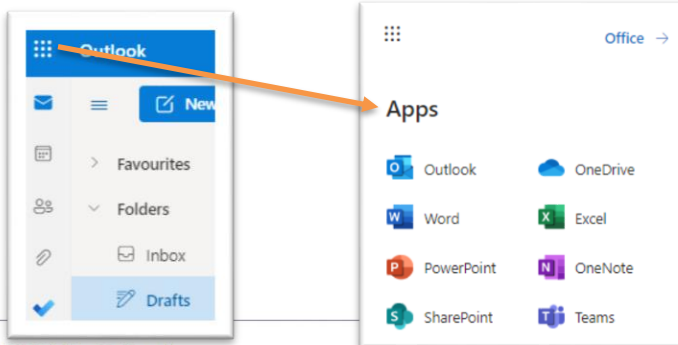 Outlook
New
Favourites
Folders
Inbox
Drafts
Office →
Apps
Outlook OneDrive
Word Excel
PowerPoint OneNote
SharePoint Teams